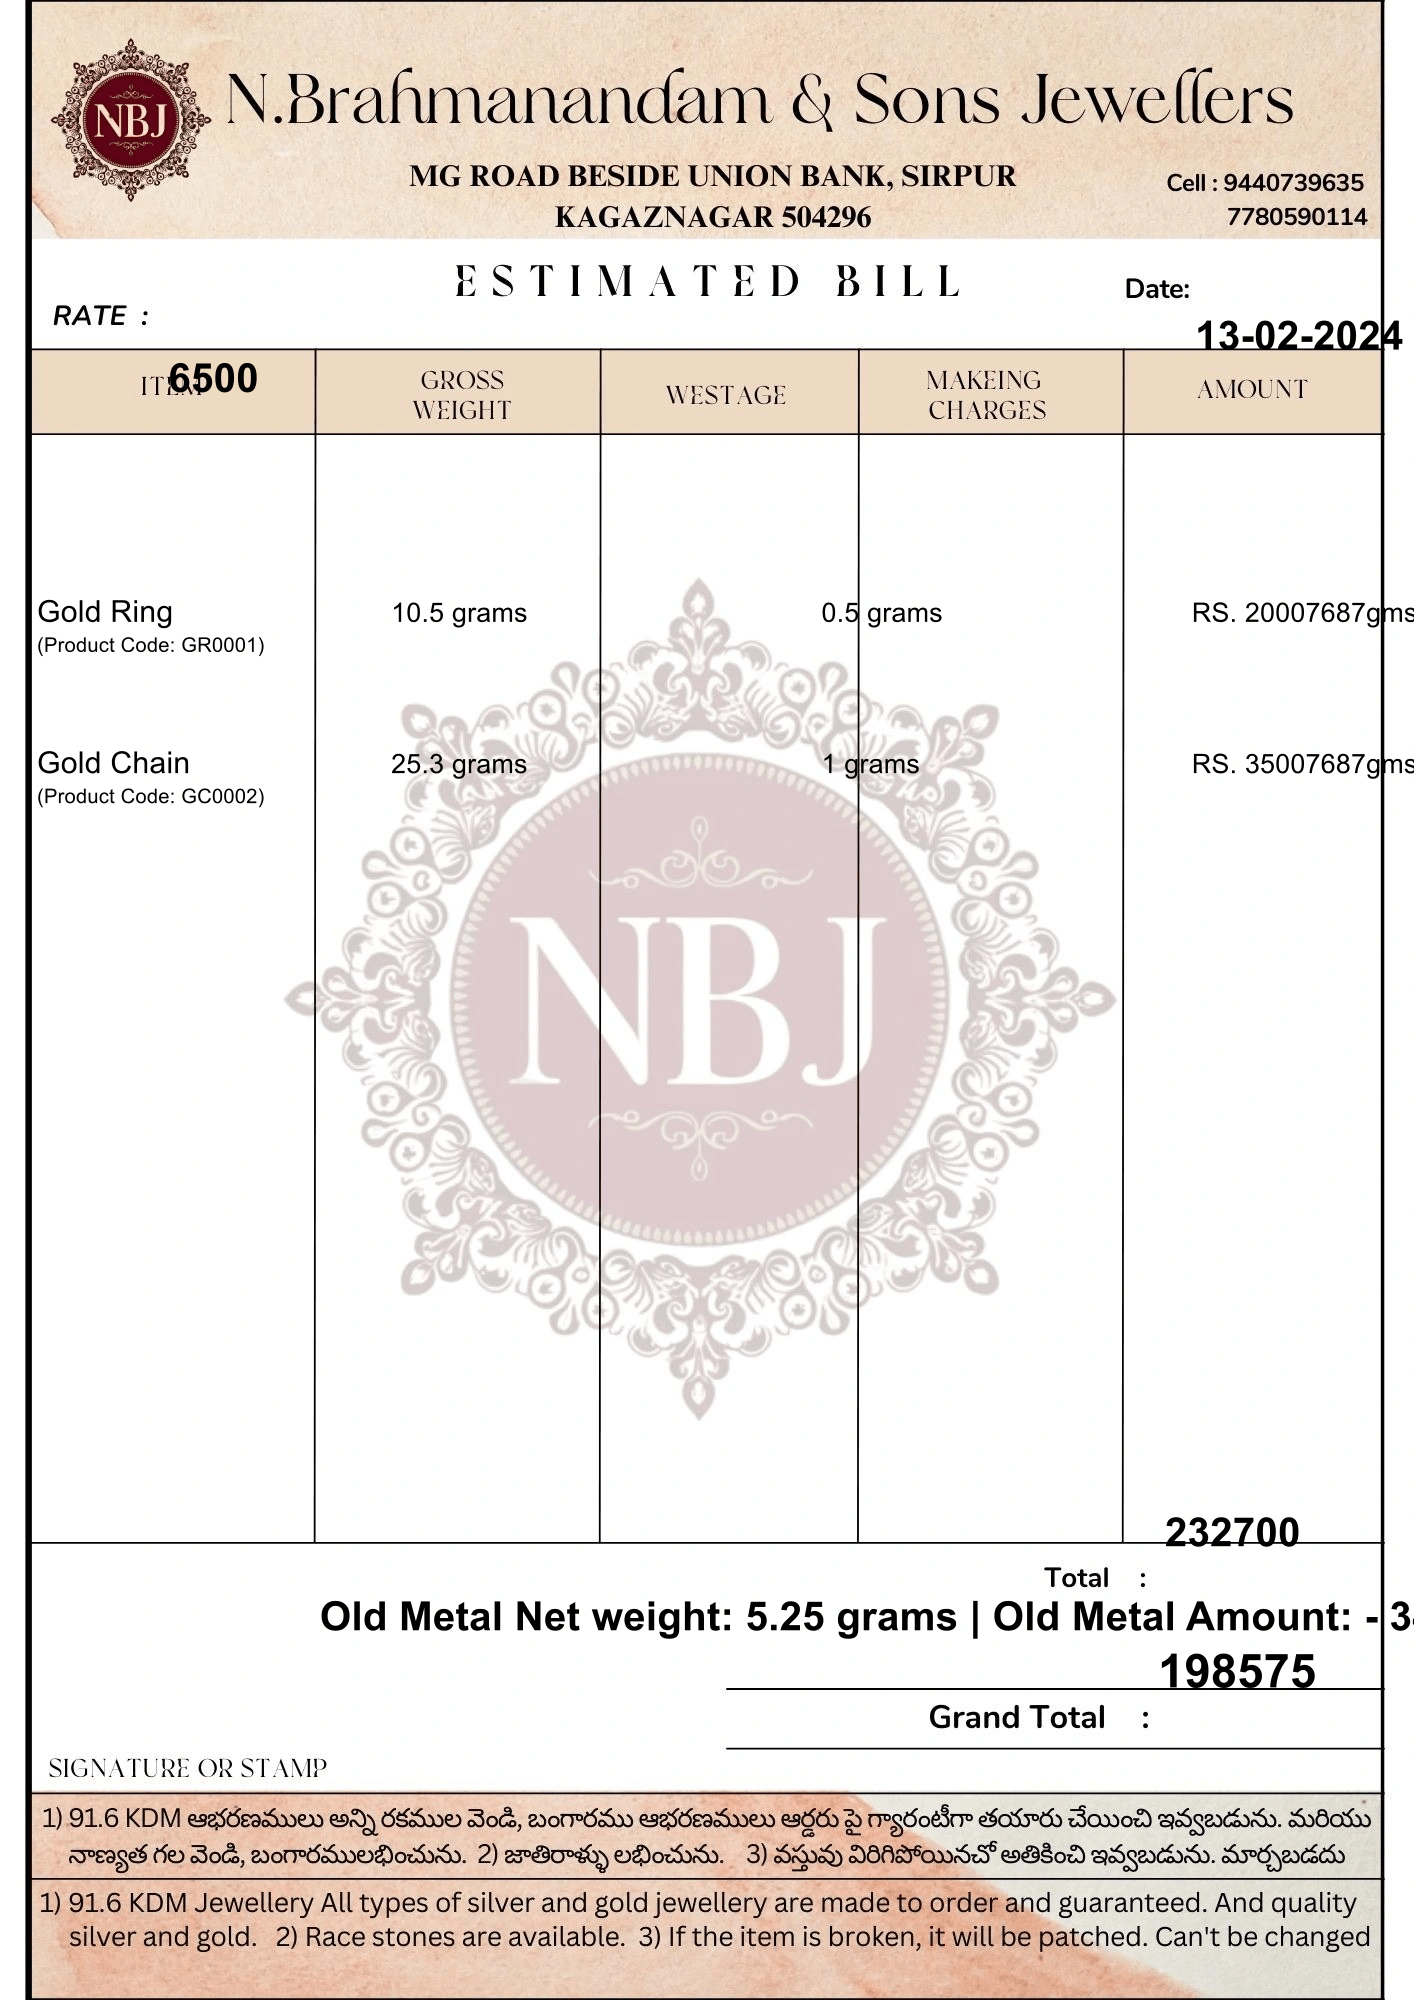 NBJ
N.Brahmanandam & Sons Jewellers
MG ROAD BESIDE UNION BANK, SIRPUR
KAGAZNAGAR 504296
Cell : 9440739635
7780590114
ESTIMATED BILL
Date:
13-02-2024
RATE :
6500
ITEM
GROSS WEIGHT
WESTAGE
MAKEING CHARGES
AMOUNT
Gold Ring 10.5 grams 0.5 grams RS. 20007687gms
(Product Code: GR0001)
Gold Chain 25.3 grams 1 grams RS. 35007687gms
(Product Code: GC0002)
NBJ
232700
Total :
Old Metal Net weight: 5.25 grams | Old Metal Amount: - 3
198575
Grand Total :
SIGNATURE OR STAMP
1) 91.6 KDM ఆభరణములు అన్ని రకముల వెండి, బంగారము ఆభరణములు ఆర్డరు పై గ్యారంటీగా తయారు చేయించి ఇవ్వబడును. మరియు
నాణ్యత గల వెండి, బంగారములభించును. 2) జాతిరాళ్ళు లభించును. 3) వస్తువు విరిగిపోయినచో అతికించి ఇవ్వబడును. మార్చబడదు
1) 91.6 KDM Jewellery All types of silver and gold jewellery are made to order and guaranteed. And quality
silver and gold. 2) Race stones are available. 3) If the item is broken, it will be patched. Can't be changed